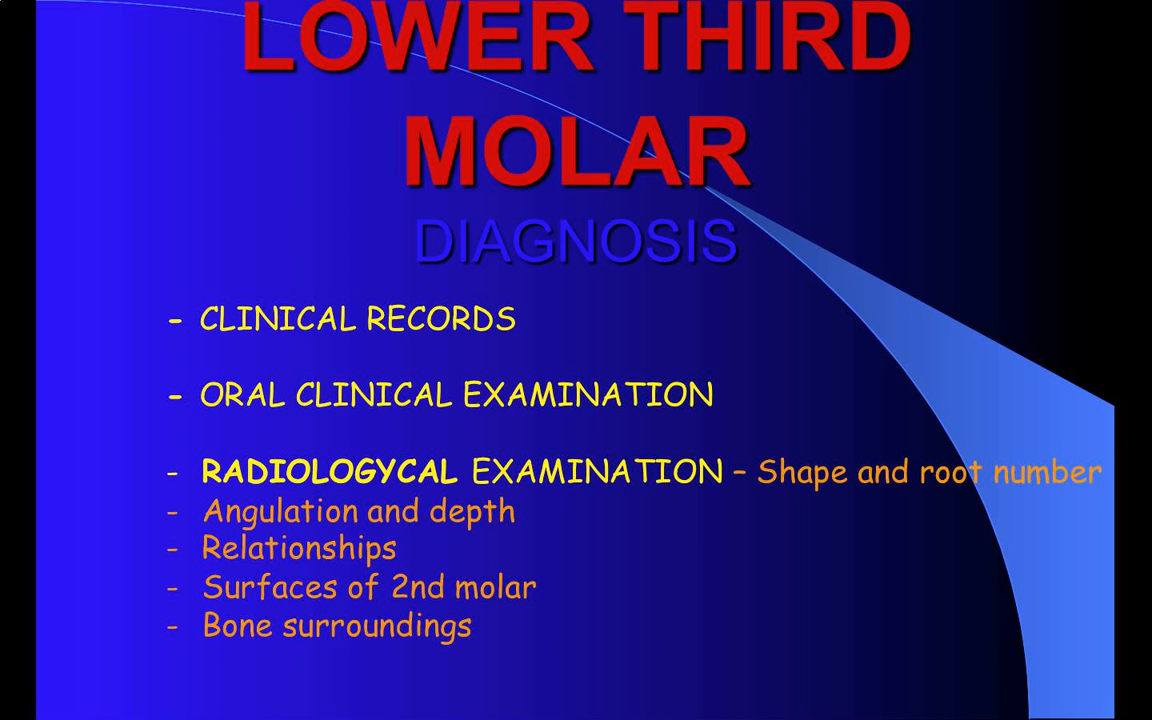 LOWER THIRD
MOLAR
DIAGNOSIS
- CLINICAL RECORDS
- ORAL CLINICAL EXAMINATION
- RADIOLOGYCAL EXAMINATION – Shape and root number
- Angulation and depth
- Relationships
- Surfaces of 2nd molar
- Bone surroundings